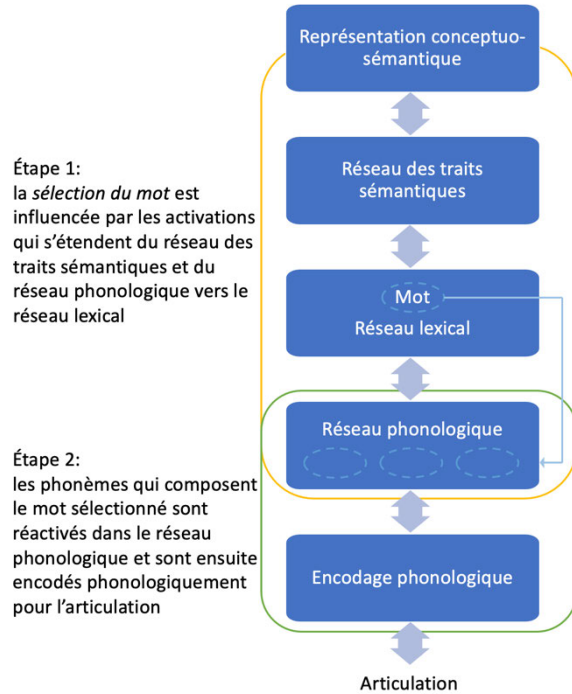 Représentation conceptuo-
sémantique
Étape 1:
la sélection du mot est
influencée par les activations
qui s’étendent du réseau des
traits sémantiques et du
réseau phonologique vers le
réseau lexical
Réseau des traits
sémantiques
Mot
Réseau lexical
Réseau phonologique
Étape 2:
les phonèmes qui composent
le mot sélectionné sont
réactivés dans le réseau
phonologique et sont ensuite
encodés phonologiquement
pour l’articulation
Encodage phonologique
Articulation